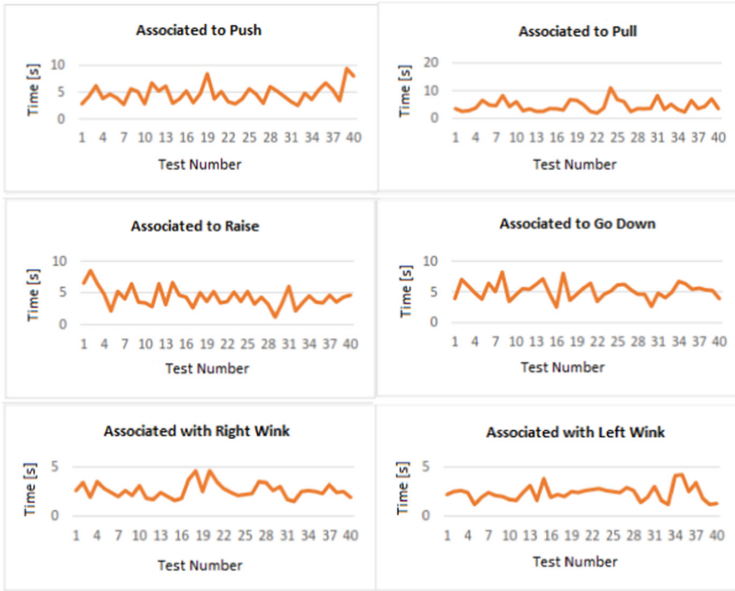 Associated to Push
10
5
0
Time [s]
1 4 7 10 13 16 19 22 25 28 31 34 37 40
Test Number
Associated to Pull
20
10
0
Time [s]
1 4 7 10 13 16 19 22 25 28 31 34 37 40
Test Number
Associated to Raise
10
5
0
Time [s]
1 4 7 10 13 16 19 22 25 28 31 34 37 40
Test Number
Associated to Go Down
10
5
0
Time [s]
1 4 7 10 13 16 19 22 25 28 31 34 37 40
Test Number
Associated with Right Wink
5
0
Time [s]
1 4 7 10 13 16 19 22 25 28 31 34 37 40
Test Number
Associated with Left Wink
5
0
Time [s]
1 4 7 10 13 16 19 22 25 28 31 34 37 40
Test Number